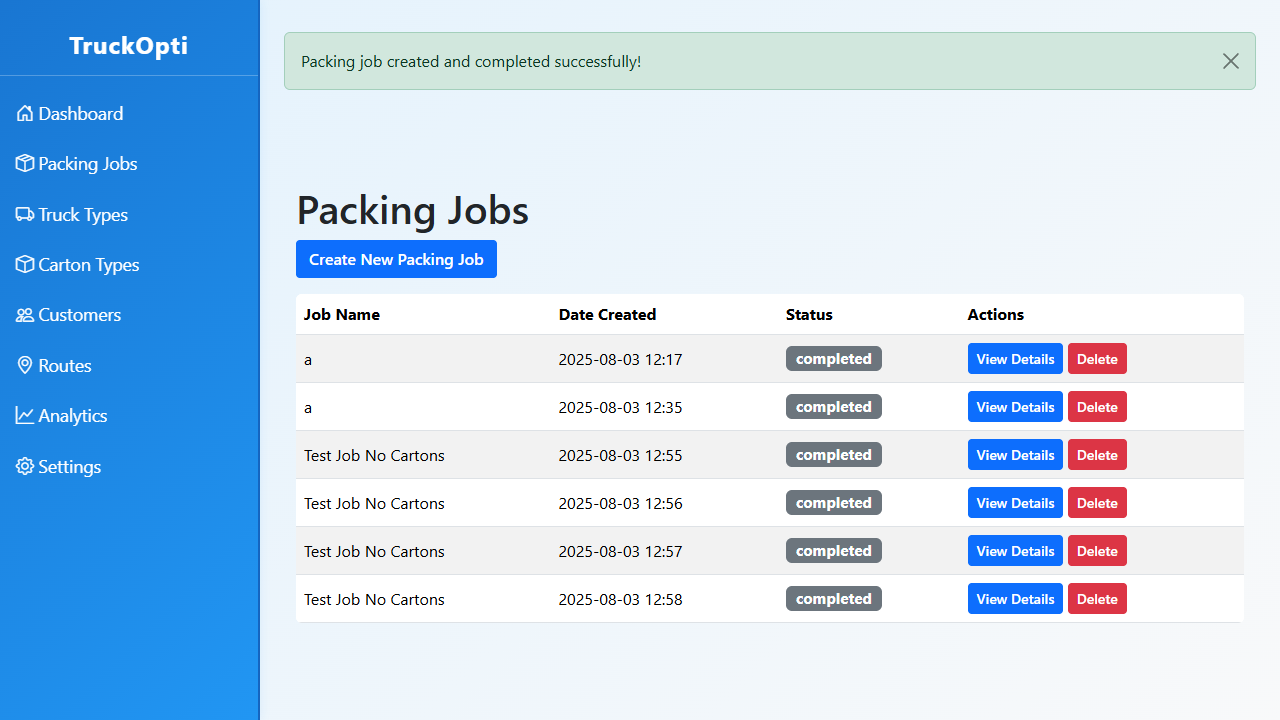 TruckOpti
Dashboard
Packing Jobs
Truck Types
Carton Types
Customers
Routes
Analytics
Settings
Packing job created and completed successfully!
Packing Jobs
Create New Packing Job
Job Name Date Created Status Actions
a 2025-08-03 12:17 completed View Details Delete
a 2025-08-03 12:35 completed View Details Delete
Test Job No Cartons 2025-08-03 12:55 completed View Details Delete
Test Job No Cartons 2025-08-03 12:56 completed View Details Delete
Test Job No Cartons 2025-08-03 12:57 completed View Details Delete
Test Job No Cartons 2025-08-03 12:58 completed View Details Delete